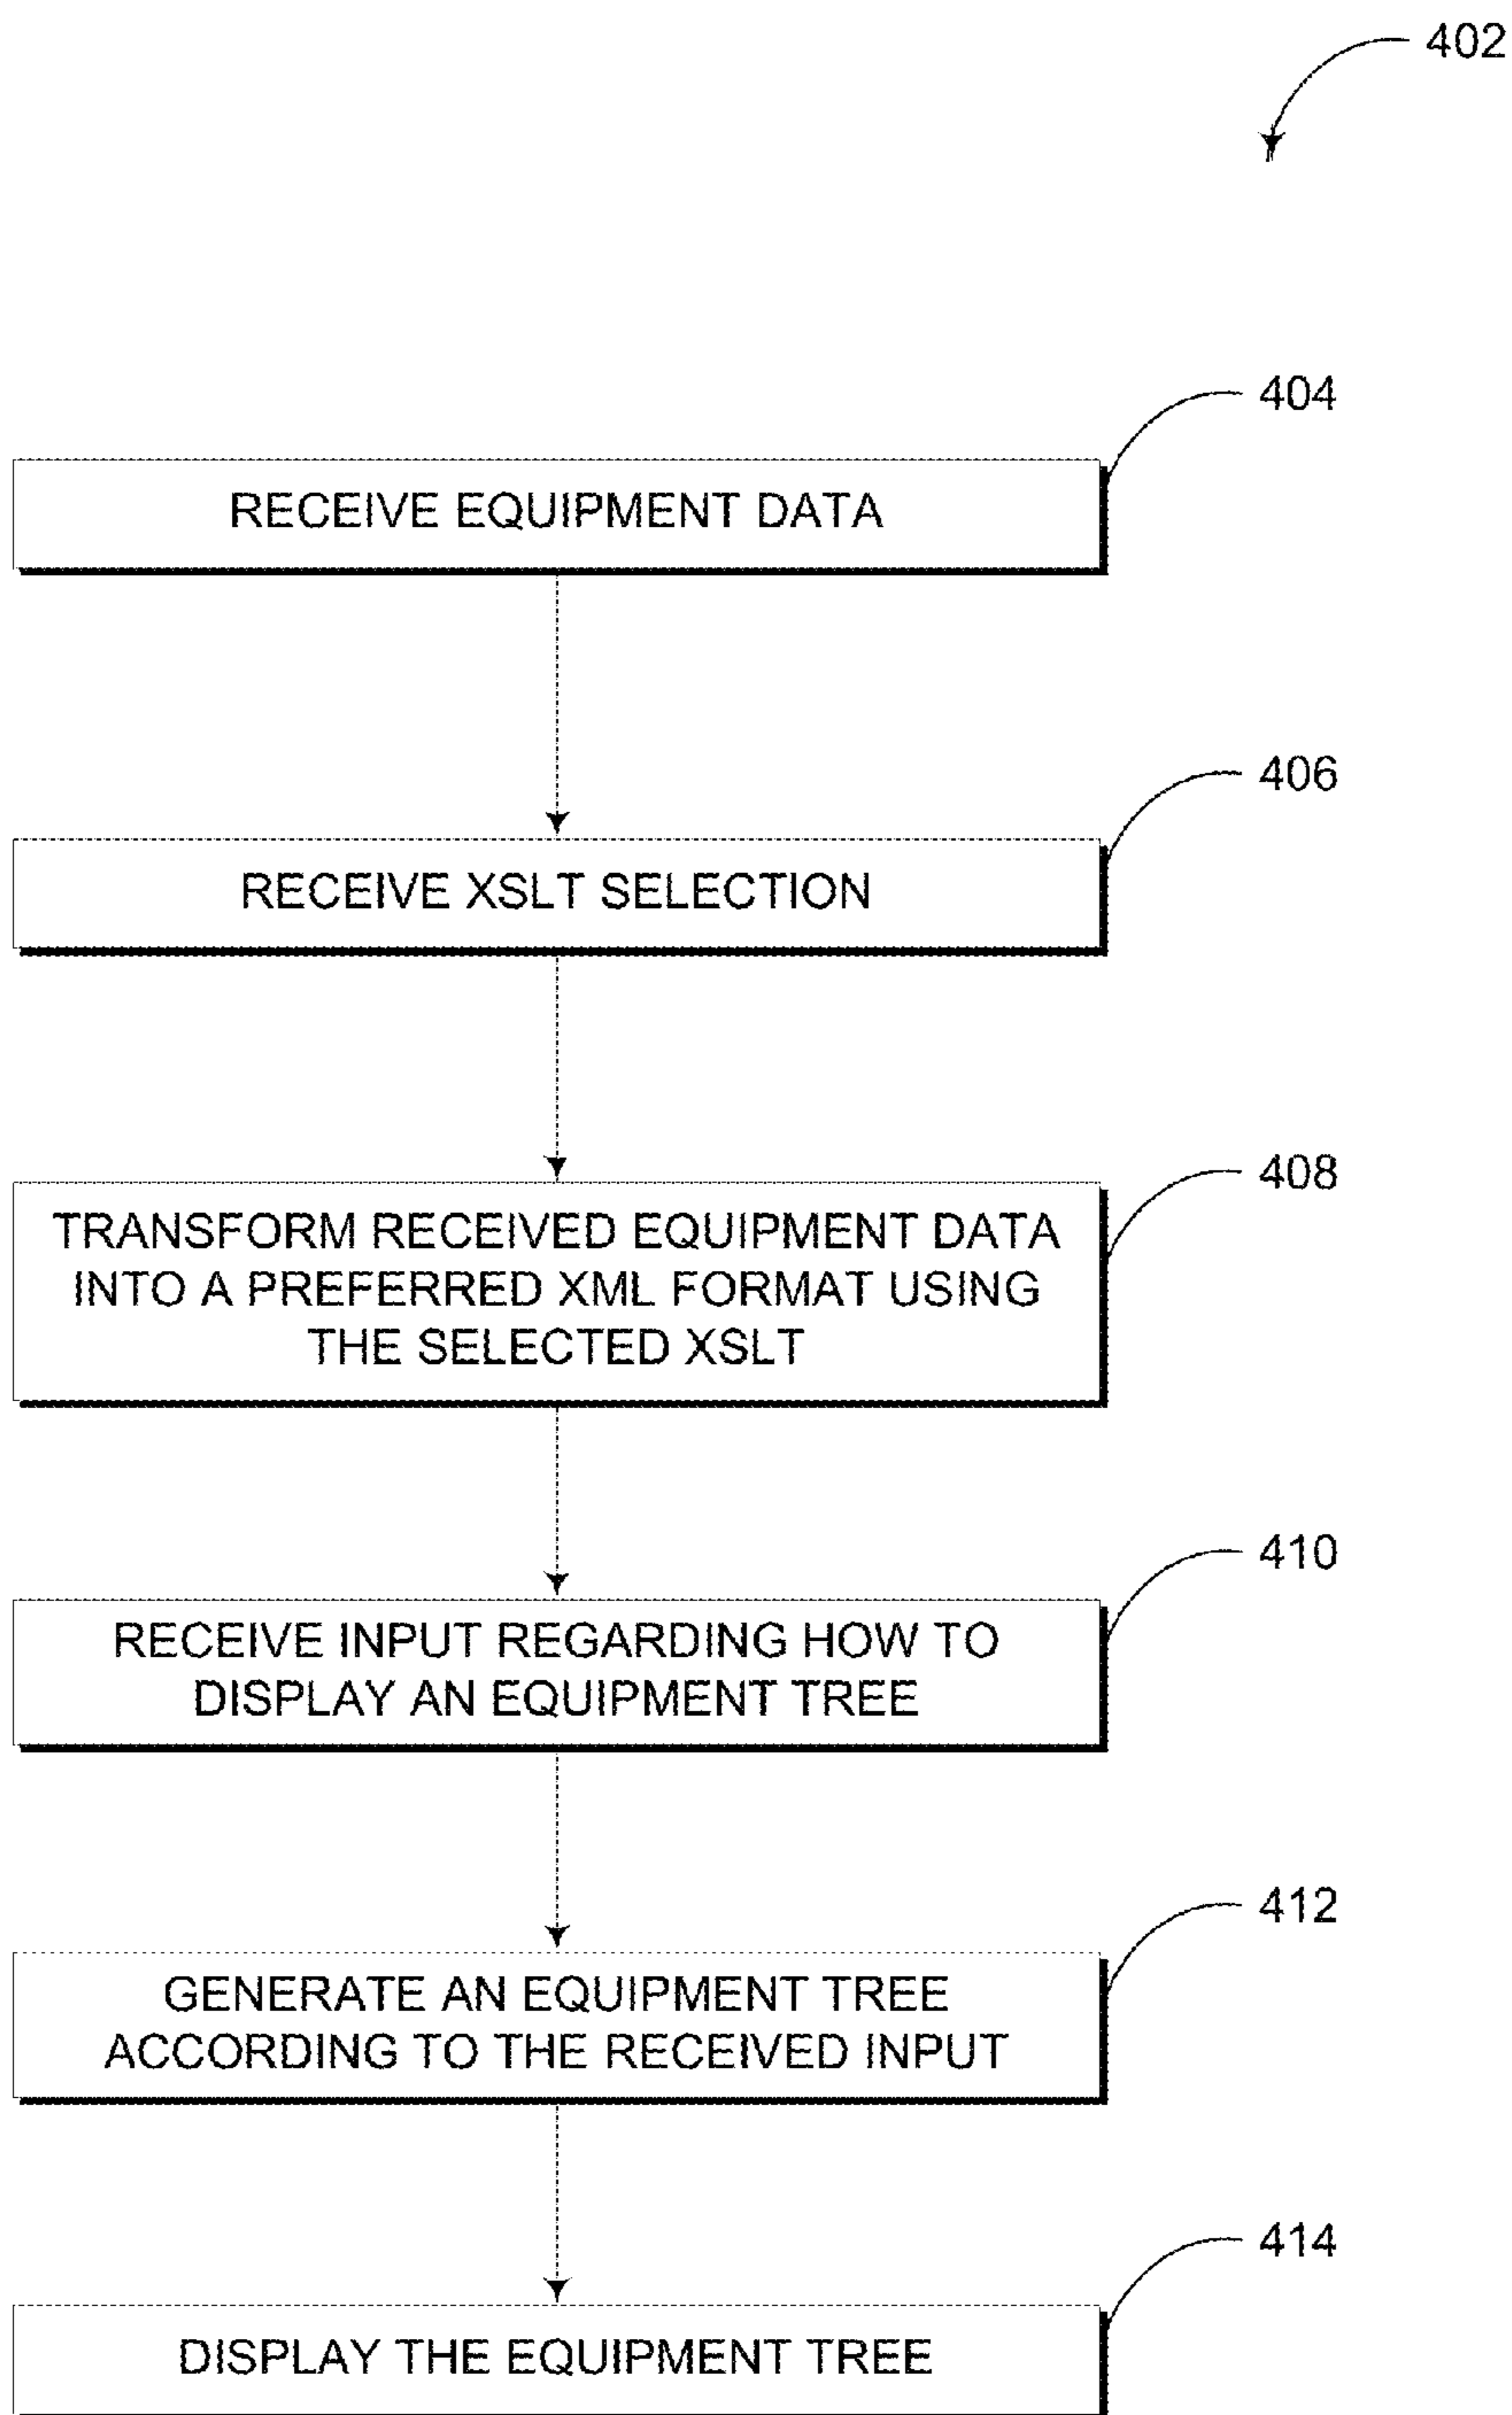 402
404
RECEIVE EQUIPMENT DATA
406
RECEIVE XSLT SELECTION
408
TRANSFORM RECEIVED EQUIPMENT DATA
INTO A PREFERRED XML FORMAT USING
THE SELECTED XSLT
410
RECEIVE INPUT REGARDING HOW TO
DISPLAY AN EQUIPMENT TREE
412
GENERATE AN EQUIPMENT TREE
ACCORDING TO THE RECEIVED INPUT
414
DISPLAY THE EQUIPMENT TREE